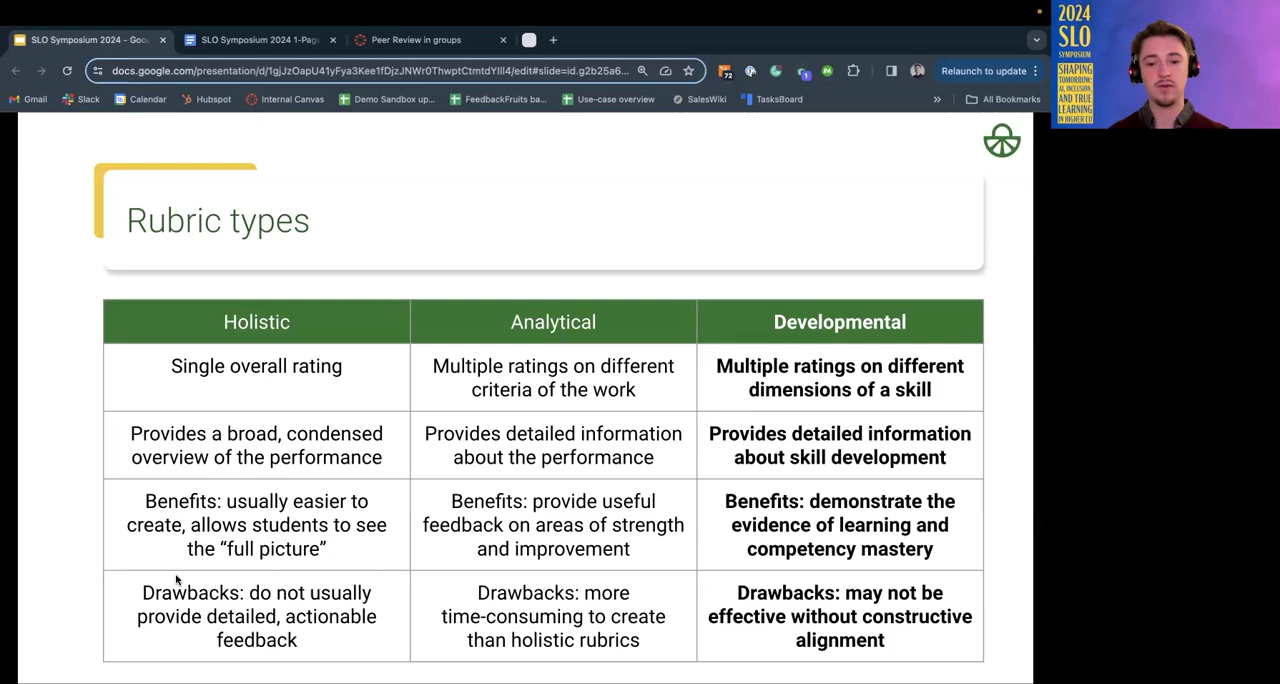 SLO Symposium 2024 - Goo
SLO Symposium 2024 1-Page
Peer Review in groups
docs.google.com/presentation/d/1gjJzOapU41yFya3Kee1fDjzJNWr0ThwptCtmtdYIll4/edit#slide=id.g2b25a6...
72
1
Relaunch to update
Gmail
Slack
Calendar
Hubspot
Internal Canvas
Demo Sandbox up...
FeedbackFruits ba...
Use-case overview
SalesWiki
TasksBoard
All Bookmarks
2024
SLO
SYMPOSIUM
SHAPING
TOMORROW:
AI, INCLUSION,
AND TRUE
LEARNING
IN HIGHER ED
Rubric types
Holistic
Analytical
Developmental
Single overall rating
Multiple ratings on different
criteria of the work
Multiple ratings on different
dimensions of a skill
Provides a broad, condensed
overview of the performance
Provides detailed information
about the performance
Provides detailed information
about skill development
Benefits: usually easier to
create, allows students to see
the “full picture”
Benefits: provide useful
feedback on areas of strength
and improvement
Benefits: demonstrate the
evidence of learning and
competency mastery
Drawbacks: do not usually
provide detailed, actionable
feedback
Drawbacks: more
time-consuming to create
than holistic rubrics
Drawbacks: may not be
effective without constructive
alignment